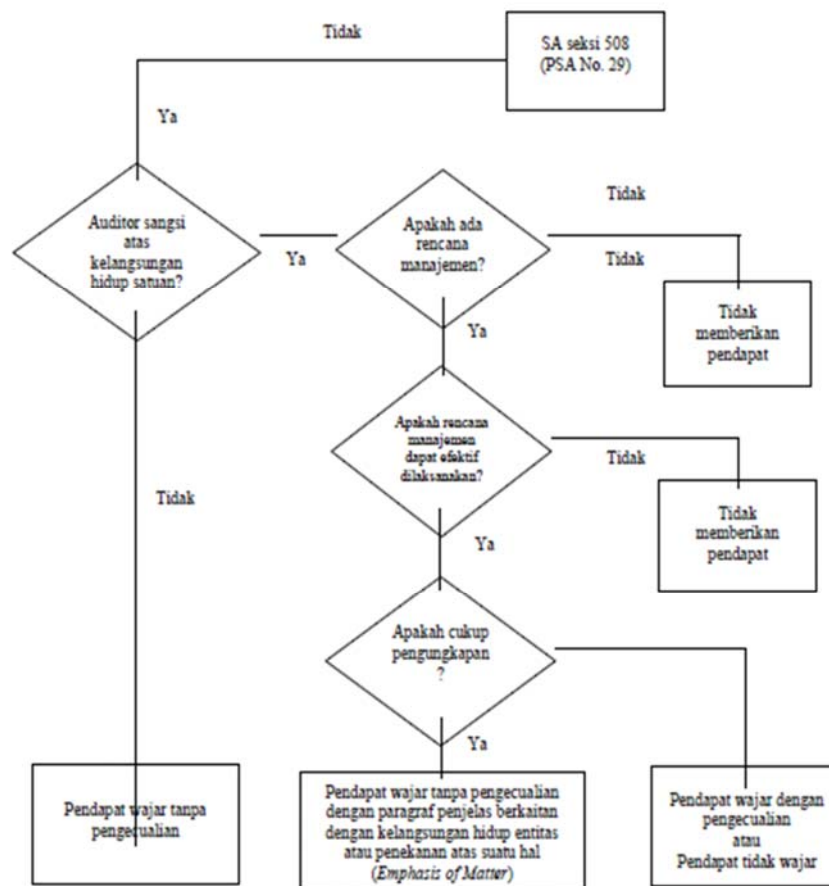 Tidak
SA seksi 508
(PSA No. 29)
Ya
Auditor sangsi
atas
kelangsungan
hidup satuan?
Ya
Apakah ada
rencana
manajemen?
Tidak
Tidak
Tidak
memberikan
pendapat
Ya
Apakah rencana
manajemen
dapat efektif
dilaksanakan?
Tidak
Tidak
memberikan
pendapat
Tidak
Ya
Apakah cukup
pengungkapan
?
Ya
Pendapat wajar tanpa
pengecualian
Pendapat wajar tanpa pengecualian
dengan paragraf penjelas berkaitan
dengan kelangsungan hidup entitas
atau penekanan atas suatu hal
(Emphasis of Matter)
Pendapat wajar dengan
pengecualian
atau
Pendapat tidak wajar